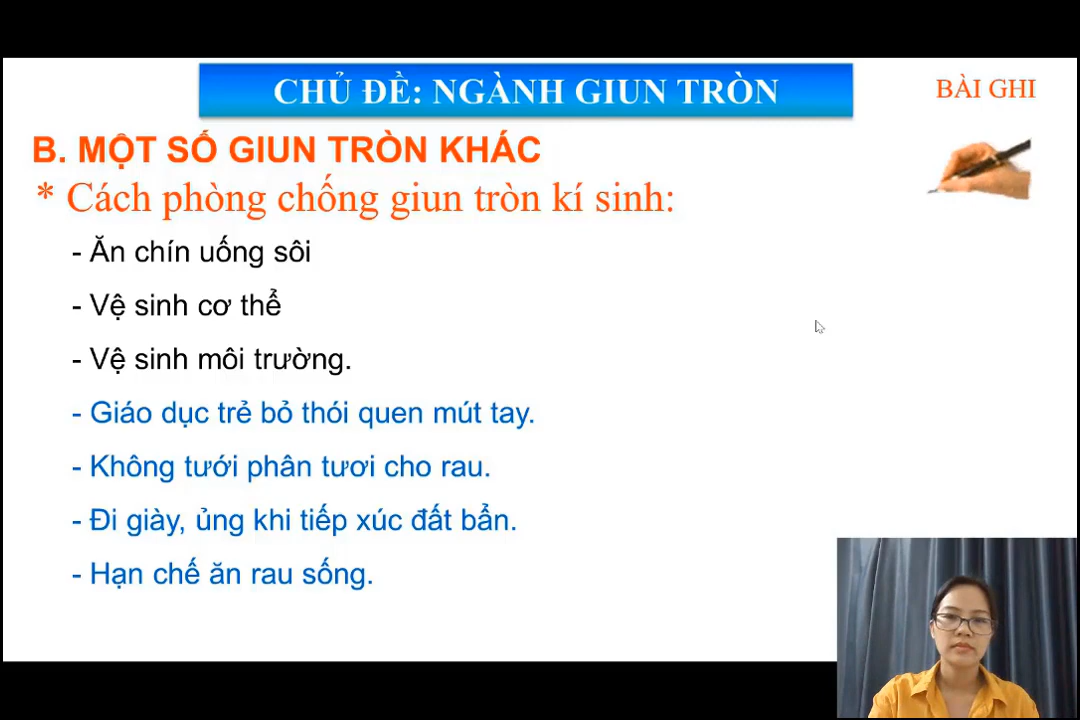 CHỦ ĐỀ: NGÀNH GIUN TRÒN
BÀI GHI
B. MỘT SỐ GIUN TRÒN KHÁC
* Cách phòng chống giun tròn kí sinh:
- Ăn chín uống sôi
- Vệ sinh cơ thể
- Vệ sinh môi trường.
- Giáo dục trẻ bỏ thói quen mút tay.
- Không tưới phân tươi cho rau.
- Đi giày, ủng khi tiếp xúc đất bẩn.
- Hạn chế ăn rau sống.